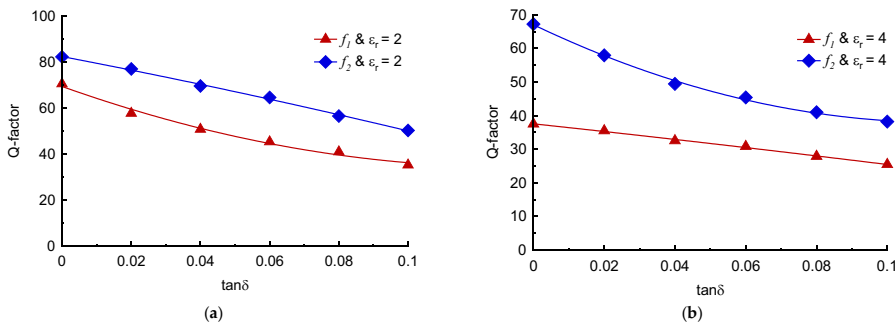 100
80
60
40
20
0
Q-factor
f1 & εr = 2
f2 & εr = 2
0 0.02 0.04 0.06 0.08 0.1
tanδ
(a)
70
60
50
40
30
20
10
0
Q-factor
f1 & εr = 4
f2 & εr = 4
0 0.02 0.04 0.06 0.08 0.1
tanδ
(b)